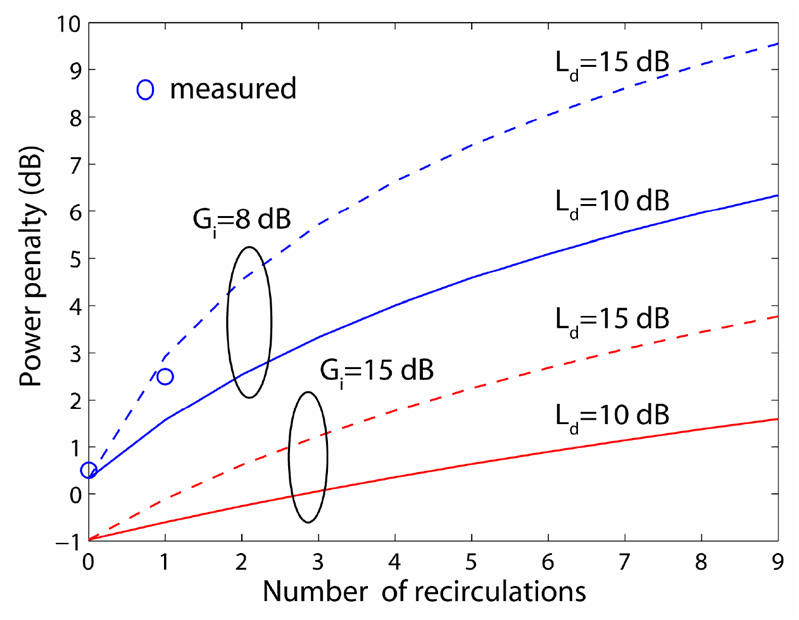 10
9
8
7
6
5
4
3
2
1
0
−1
Power penalty (dB)
measured
L_d=15 dB
G_i=8 dB
L_d=10 dB
L_d=15 dB
G_i=15 dB
L_d=10 dB
0 1 2 3 4 5 6 7 8 9
Number of recirculations